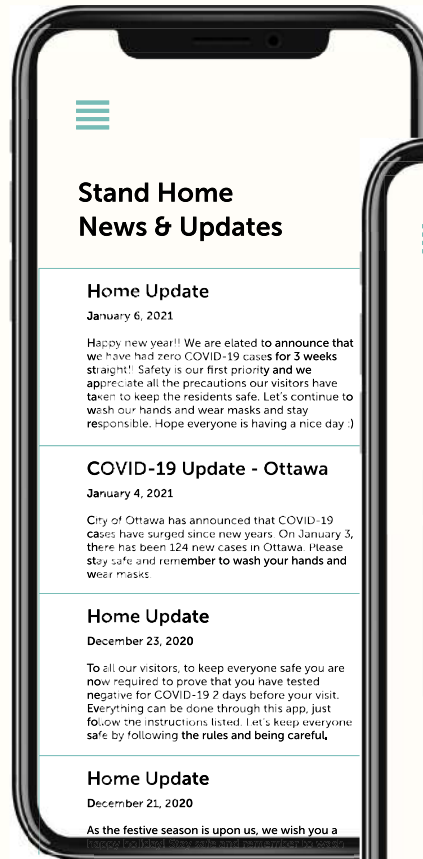 Stand Home
News & Updates
Home Update
January 6, 2021
Happy new year!! We are elated to announce that
we have had zero COVID-19 cases for 3 weeks
straight!! Safety is our first priority and we
appreciate all the precautions our visitors have
taken to keep the residents safe. Let's continue to
wash our hands and wear masks and stay
responsible. Hope everyone is having a nice day :)
COVID-19 Update - Ottawa
January 4, 2021
City of Ottawa has announced that COVID-19
cases have surged since new years. On January 3,
there has been 124 new cases in Ottawa. Please
stay safe and remember to wash your hands and
wear masks.
Home Update
December 23, 2020
To all our visitors, to keep everyone safe you are
now required to prove that you have tested
negative for COVID-19 2 days before your visit.
Everything can be done through this app, just
follow the instructions listed. Let's keep everyone
safe by following the rules and being careful.
Home Update
December 21, 2020
As the festive season is upon us, we wish you a
happy holiday! Stay safe and remember to wash